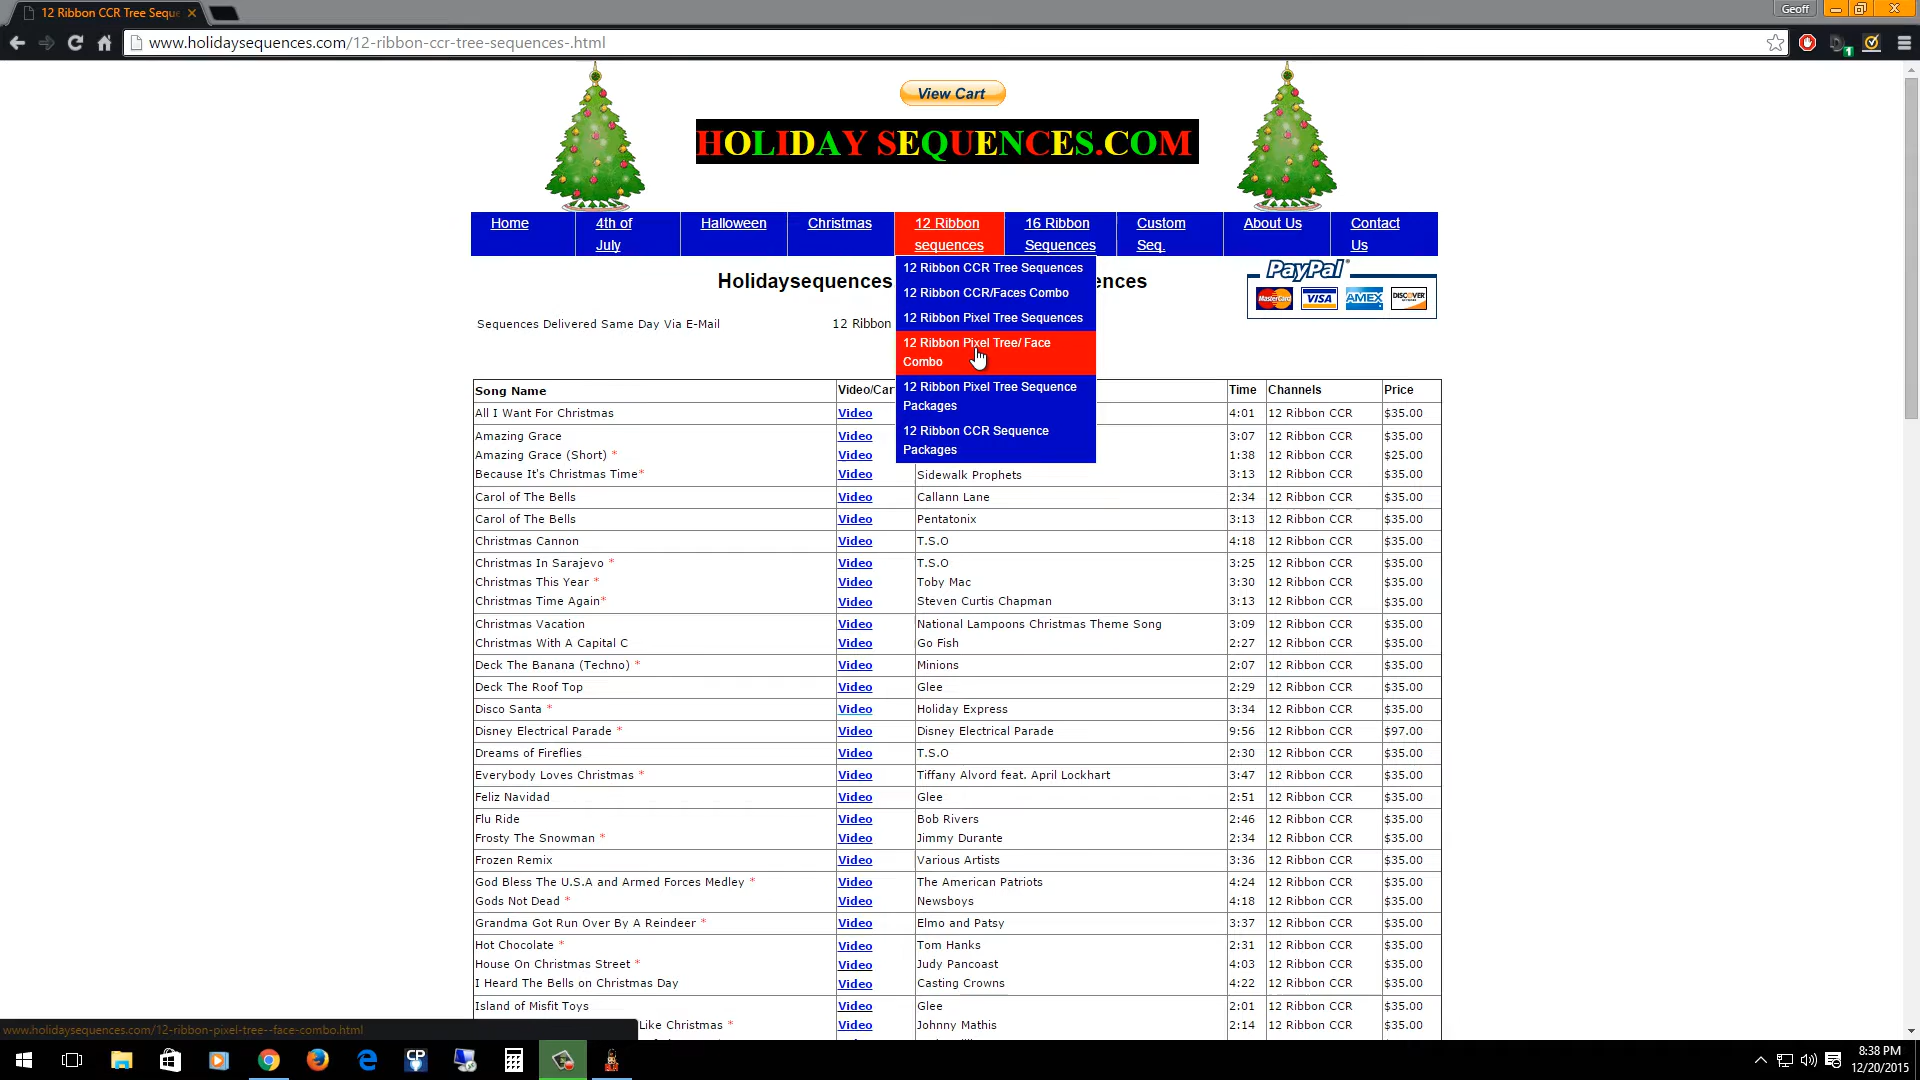 12 Ribbon CCR Tree Seque
Geoff
www.holidaysequences.com/12-ribbon-ccr-tree-sequences-.html
View Cart
HOLIDAY SEQUENCES.COM
Home
4th of July
Halloween
Christmas
12 Ribbon sequences
16 Ribbon Sequences
Custom Seq.
About Us
Contact Us
12 Ribbon CCR Tree Sequences
12 Ribbon CCR/Faces Combo
12 Ribbon Pixel Tree Sequences
12 Ribbon Pixel Tree/ Face
Combo
12 Ribbon Pixel Tree Sequence
Packages
12 Ribbon CCR Sequence
Packages
Holidaysequences ences
PayPal
MasterCard VISA AMEX DISCOVER
Sequences Delivered Same Day Via E-Mail 12 Ribbon
Song Name Video/Car Time Channels Price
All I Want For Christmas Video 4:01 12 Ribbon CCR $35.00
Amazing Grace Video 3:07 12 Ribbon CCR $35.00
Amazing Grace (Short) * Video 1:38 12 Ribbon CCR $25.00
Because It's Christmas Time* Video Sidewalk Prophets 3:13 12 Ribbon CCR $35.00
Carol of The Bells Video Callann Lane 2:34 12 Ribbon CCR $35.00
Carol of The Bells Video Pentatonix 3:13 12 Ribbon CCR $35.00
Christmas Cannon Video T.S.O 4:18 12 Ribbon CCR $35.00
Christmas In Sarajevo * Video T.S.O 3:25 12 Ribbon CCR $35.00
Christmas This Year * Video Toby Mac 3:30 12 Ribbon CCR $35.00
Christmas Time Again* Video Steven Curtis Chapman 3:13 12 Ribbon CCR $35.00
Christmas Vacation Video National Lampoons Christmas Theme Song 3:09 12 Ribbon CCR $35.00
Christmas With A Capital C Video Go Fish 2:27 12 Ribbon CCR $35.00
Deck The Banana (Techno) * Video Minions 2:07 12 Ribbon CCR $35.00
Deck The Roof Top Video Glee 2:29 12 Ribbon CCR $35.00
Disco Santa * Video Holiday Express 3:34 12 Ribbon CCR $35.00
Disney Electrical Parade * Video Disney Electrical Parade 9:56 12 Ribbon CCR $97.00
Dreams of Fireflies Video T.S.O 2:30 12 Ribbon CCR $35.00
Everybody Loves Christmas * Video Tiffany Alvord feat. April Lockhart 3:47 12 Ribbon CCR $35.00
Feliz Navidad Video Glee 2:51 12 Ribbon CCR $35.00
Flu Ride Video Bob Rivers 2:46 12 Ribbon CCR $35.00
Frosty The Snowman * Video Jimmy Durante 2:34 12 Ribbon CCR $35.00
Frozen Remix Video Various Artists 3:36 12 Ribbon CCR $35.00
God Bless The U.S.A and Armed Forces Medley * Video The American Patriots 4:24 12 Ribbon CCR $35.00
Gods Not Dead * Video Newsboys 4:18 12 Ribbon CCR $35.00
Grandma Got Run Over By A Reindeer * Video Elmo and Patsy 3:37 12 Ribbon CCR $35.00
Hot Chocolate * Video Tom Hanks 2:31 12 Ribbon CCR $35.00
House On Christmas Street * Video Judy Pancoast 4:03 12 Ribbon CCR $35.00
I Heard The Bells on Christmas Day Video Casting Crowns 4:22 12 Ribbon CCR $35.00
Island of Misfit Toys Video Glee 2:01 12 Ribbon CCR $35.00
Like Christmas * Video Johnny Mathis 2:14 12 Ribbon CCR $35.00
www.holidaysequences.com/12-ribbon-pixel-tree--face-combo.html
CP
8:38 PM
12/20/2015